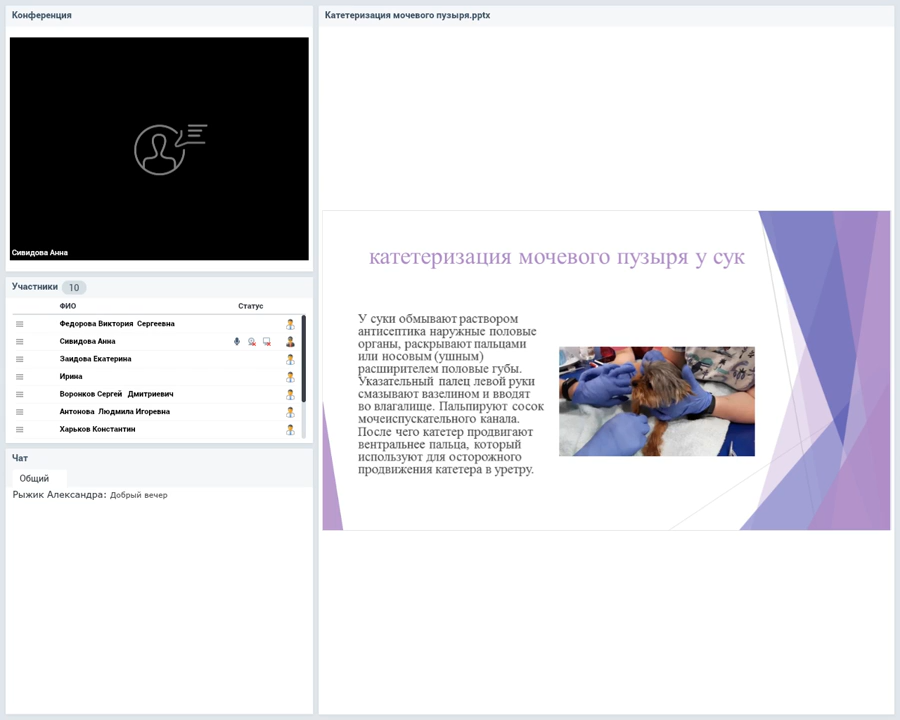 Конференция
Сивидова Анна
Участники 10
ФИО Статус
Федорова Виктория Сергеевна
Сивидова Анна
Заидова Екатерина
Ирина
Воронков Сергей Дмитриевич
Антонова Людмила Игоревна
Харьков Константин
Чат
Общий
Рыжик Александра: Добрый вечер
Катетеризация мочевого пузыря.pptx
катетеризация мочевого пузыря у сук
У суки обмывают раствором
антисептика наружные половые
органы, раскрывают пальцами
или носовым (ушным)
расширителем половые губы.
Указательный палец левой руки
смазывают вазелином и вводят
во влагалище. Пальпируют сосок
мочеиспускательного канала.
После чего катетер продвигают
вентральнее пальца, который
используют для осторожного
продвижения катетера в уретру.